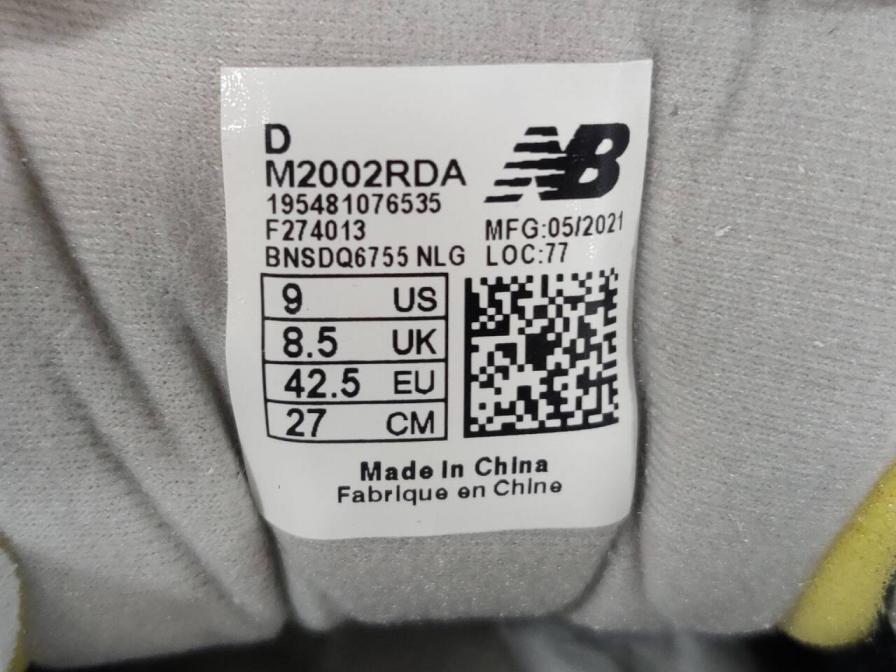 D
M2002RDA
NB
195481076535
F274013
MFG:05/2021
BNSDQ6755 NLG
LOC:77
9 US
8.5 UK
42.5 EU
27 CM
Made in China
Fabrique en Chine